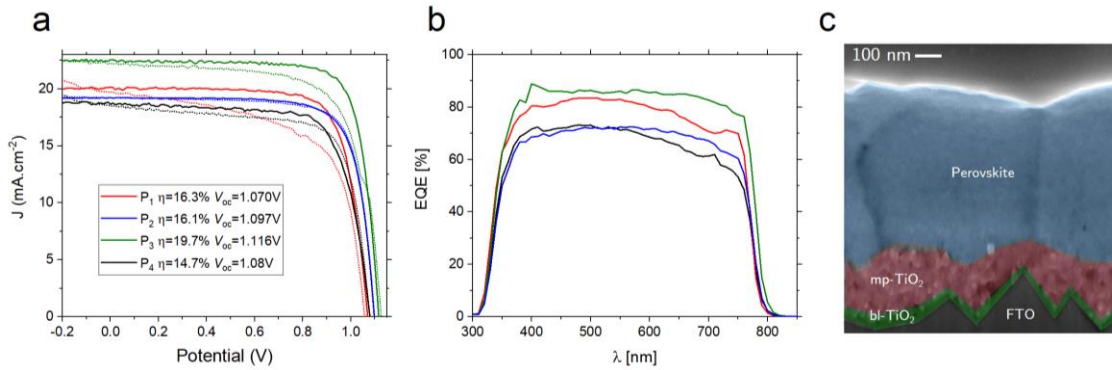 a
b
c
J (mA.cm⁻²)
20
15
10
5
0
-0.2
0.0
0.2
0.4
0.6
0.8
1.0
Potential (V)
P₁ η=16.3% Voc=1.070V
P₂ η=16.1% Voc=1.097V
P₃ η=19.7% Voc=1.116V
P₄ η=14.7% Voc=1.08V
EQE [%]
100
80
60
40
20
0
300
400
500
600
700
800
λ [nm]
100 nm
Perovskite
mp-TiO₂
bl-TiO₂
FTO